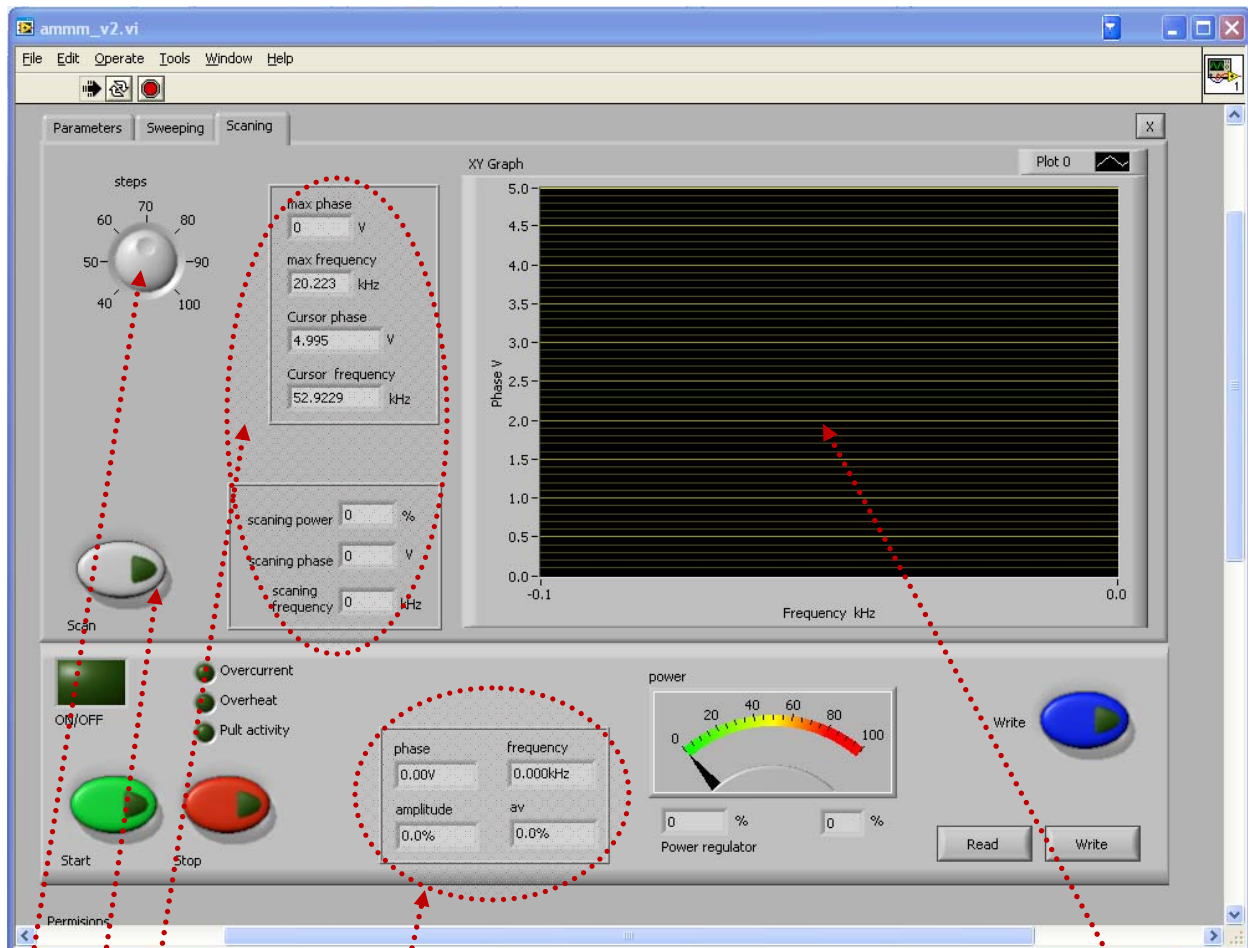 ammm_v2.vi
File Edit Operate Tools Window Help
1
Parameters Sweeping Scaning
X
steps
70
60 80
50 90
40 100
max phase
0 V
max frequency
20.223 kHz
Cursor phase
4.995 V
Cursor frequency
52.9229 kHz
scaning power 0 %
scaning phase 0 V
scaning
frequency 0 kHz
Scan
XY Graph
Plot 0
5.0
4.5
4.0
3.5
3.0
2.5
2.0
1.5
1.0
0.5
0.0
Phase V
-0.1 0.0
Frequency kHz
ON/OFF
Overcurrent
Overheat
Pult activity
Start
Stop
phase frequency
0.00V 0.000kHz
amplitude av
0.0% 0.0%
power
0 20 40 60 80 100
0 % 0 %
Power regulator
Write
Read Write
Permisions